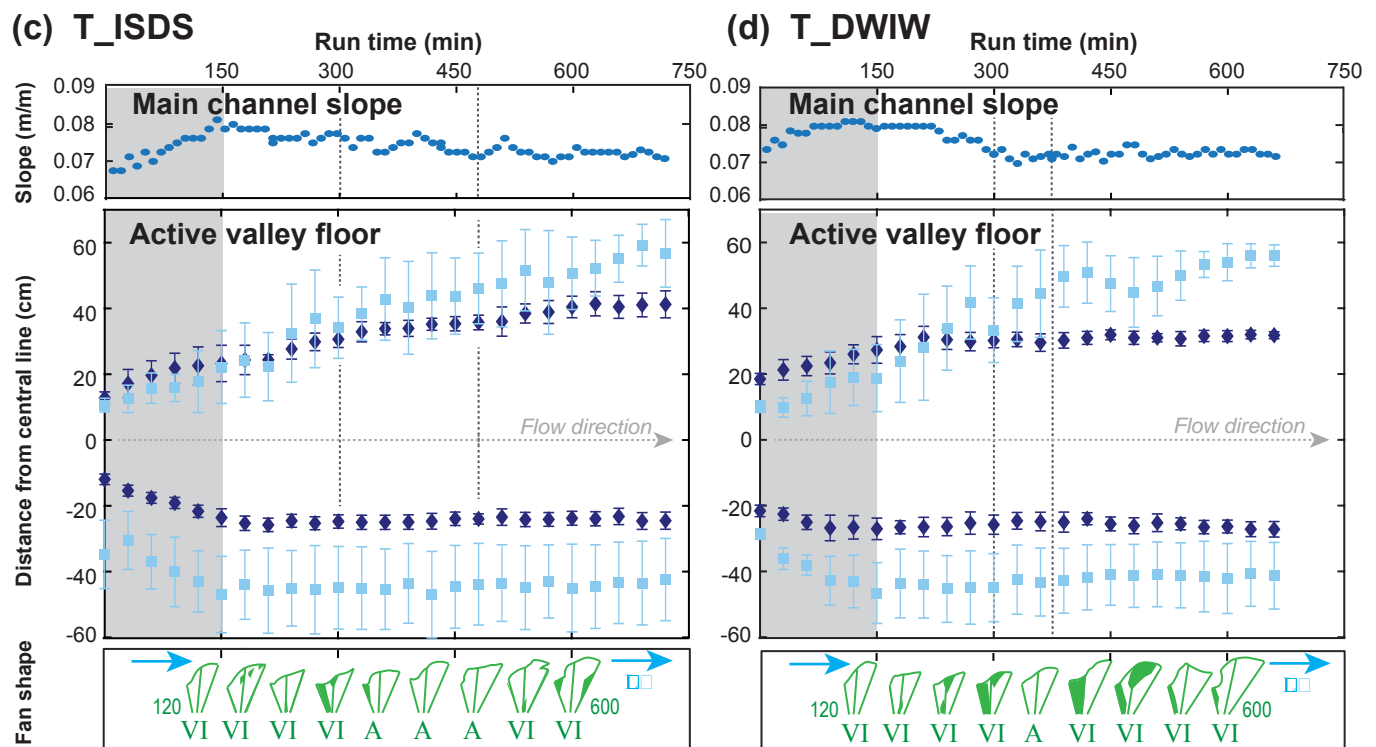 (c) T_ISDS
Run time (min)
150 300 450 600 750
0.09
0.08
0.07
0.06
Slope (m/m)
Main channel slope
Active valley floor
60
40
20
0
-20
-40
-60
Distance from central line (cm)
Flow direction
Fan shape
120
600
VI VI VI VI A A A VI VI
(d) T_DWIW
Run time (min)
150 300 450 600 750
0.09
0.08
0.07
0.06
Main channel slope
Active valley floor
60
40
20
0
-20
-40
-60
Flow direction
120
600
VI VI VI VI A VI VI VI VI